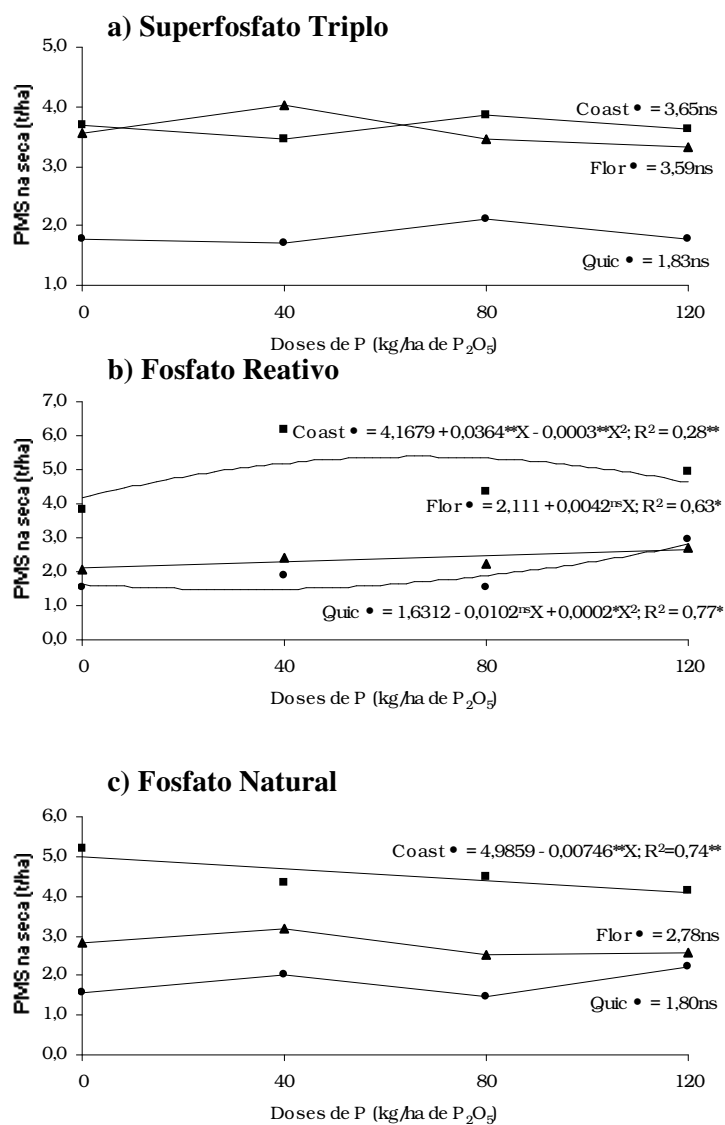 a) Superfosfato Triplo
5,0
4,0
3,0
2,0
1,0
PMS na seca (t/ha)
Coast • = 3,65ns
Flor • = 3,59ns
Quic • = 1,83ns
0 40 80 120
Doses de P (kg/ha de P₂O₅)
b) Fosfato Reativo
7,0
6,0
5,0
4,0
3,0
2,0
1,0
0,0
PMS na seca (t/ha)
Coast • = 4,1679 + 0,0364**X - 0,0003**X²; R² = 0,28**
Flor • = 2,111 + 0,0042ⁿˢX; R² = 0,63*
Quic • = 1,6312 - 0,0102ⁿˢX + 0,0002*X²; R² = 0,77*
0 40 80 120
Doses de P (kg/ha de P₂O₅)
c) Fosfato Natural
6,0
5,0
4,0
3,0
2,0
1,0
0,0
PMS na seca (t/ha)
Coast • = 4,9859 - 0,00746**X; R²=0,74**
Flor • = 2,78ns
Quic • = 1,80ns
0 40 80 120
Doses de P (kg/ha de P₂O₅)